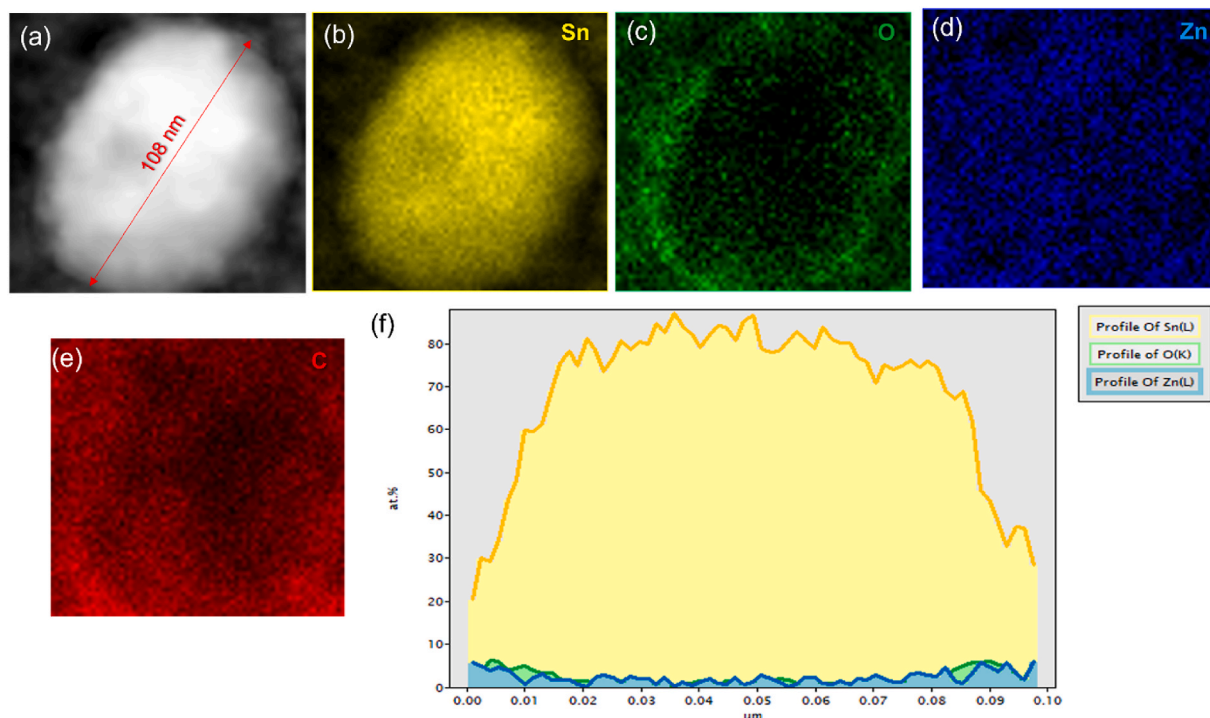 (a)
108 nm
(b)
Sn
(c)
O
(d)
Zn
(e)
C
(f)
at.%
80
70
60
50
40
30
20
10
0
0.00 0.01 0.02 0.03 0.04 0.05 0.06 0.07 0.08 0.09 0.10
µm
Profile Of Sn(L)
Profile of O(K)
Profile Of Zn(L)